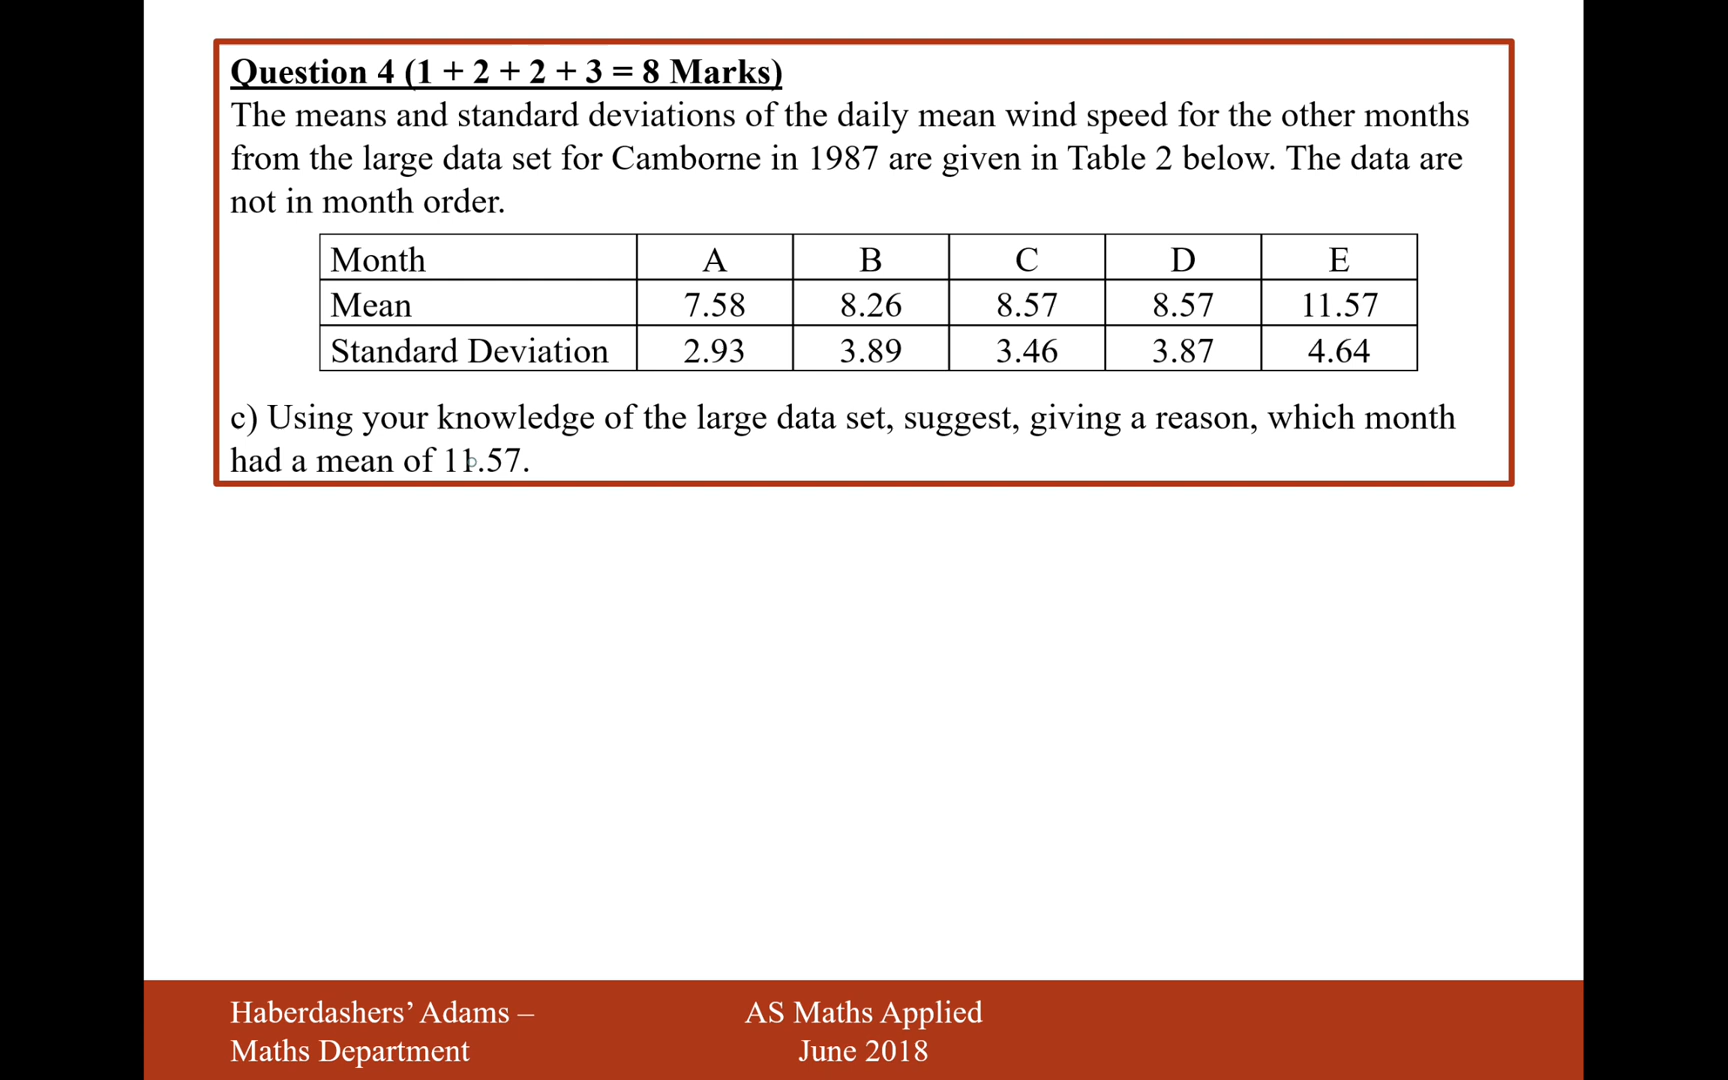 Question 4 (1 + 2 + 2 + 3 = 8 Marks)
The means and standard deviations of the daily mean wind speed for the other months
from the large data set for Camborne in 1987 are given in Table 2 below. The data are
not in month order.
Month A B C D E
Mean 7.58 8.26 8.57 8.57 11.57
Standard Deviation 2.93 3.89 3.46 3.87 4.64
c) Using your knowledge of the large data set, suggest, giving a reason, which month
had a mean of 11.57.
Haberdashers’ Adams –
Maths Department
AS Maths Applied
June 2018